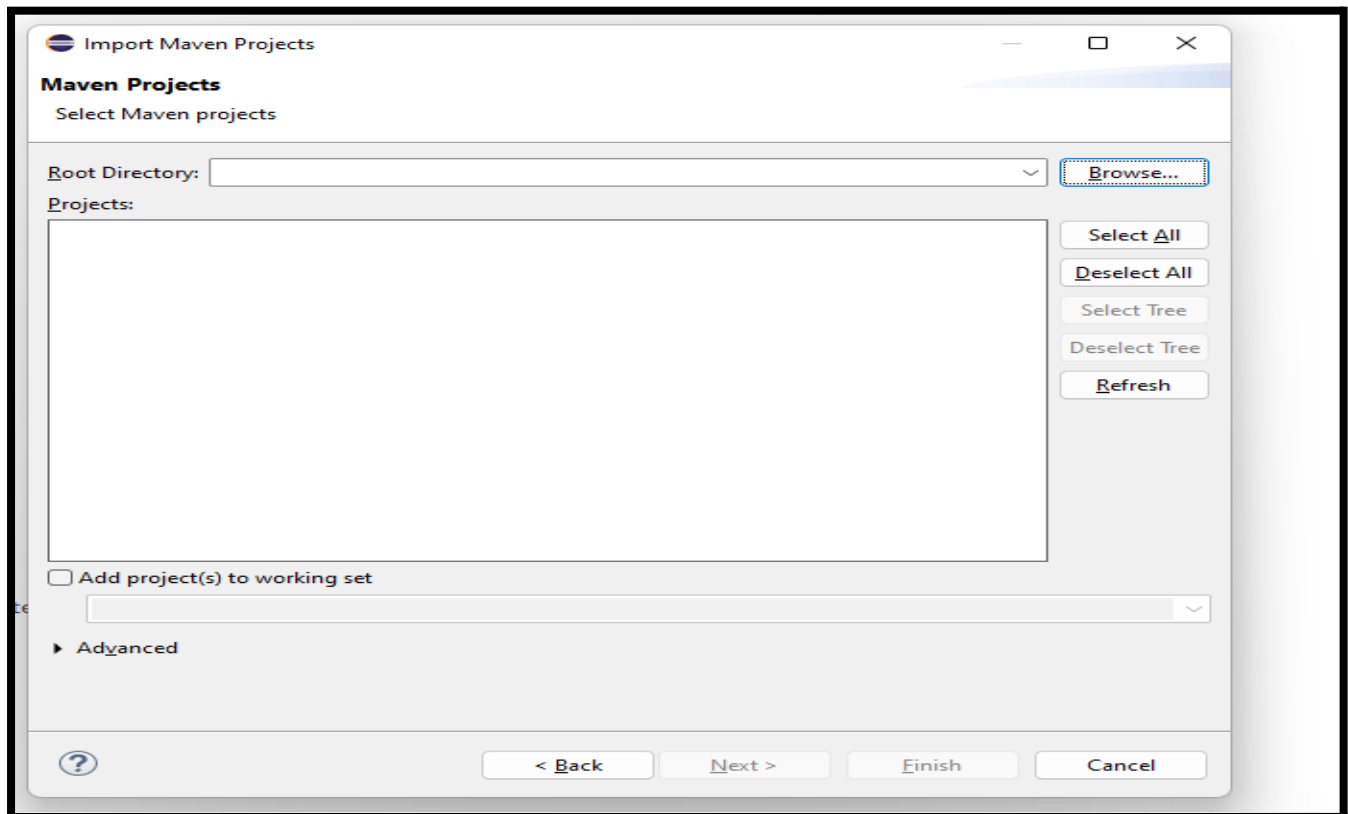 Import Maven Projects
Maven Projects
Select Maven projects
Root Directory:
Browse...
Projects:
Select All
Deselect All
Select Tree
Deselect Tree
Refresh
Add project(s) to working set
te
Advanced
< Back
Next >
Finish
Cancel